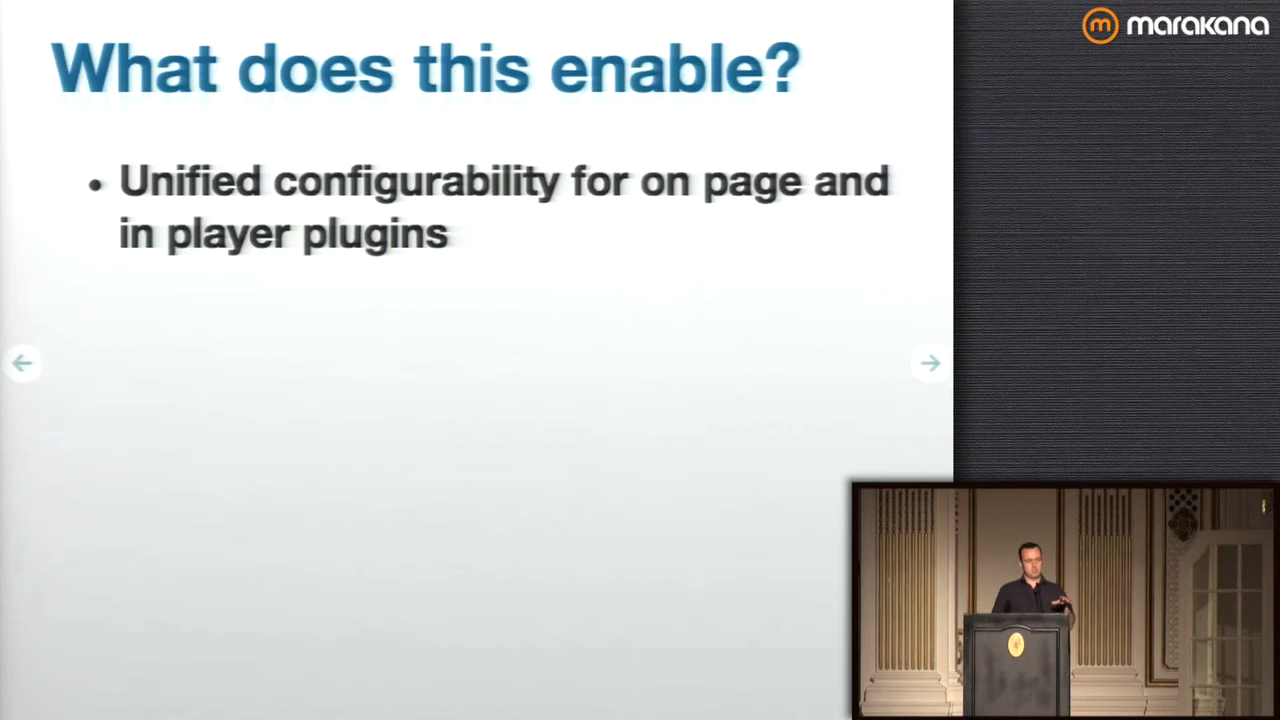 marakana
What does this enable?
• Unified configurability for on page and
in player plugins